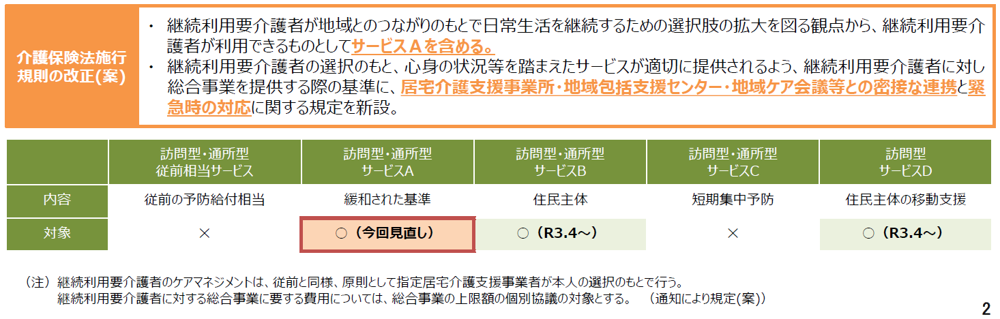 介護保険法施行
規則の改正(案)
・ 継続利用要介護者が地域とのつながりのもとで日常生活を継続するための選択肢の拡大を図る観点から、継続利用要介
護者が利用できるものとしてサービスAを含める。
・ 継続利用要介護者の選択のもと、心身の状況等を踏まえたサービスが適切に提供されるよう、継続利用要介護者に対し
総合事業を提供する際の基準に、居宅介護支援事業所・地域包括支援センター・地域ケア会議等との密接な連携と緊
急時の対応に関する規定を新設。
訪問型・通所型
従前相当サービス
訪問型・通所型
サービスA
訪問型・通所型
サービスB
訪問型・通所型
サービスC
訪問型
サービスD
内容 従前の予防給付相当 緩和された基準 住民主体 短期集中予防 住民主体の移動支援
対象 × ○(今回見直し) ○(R3.4~) × ○(R3.4~)
(注) 継続利用要介護者のケアマネジメントは、従前と同様、原則として指定居宅介護支援事業者が本人の選択のもとで行う。
継続利用要介護者に対する総合事業に要する費用については、総合事業の上限額の個別協議の対象とする。 (通知により規定(案))
2